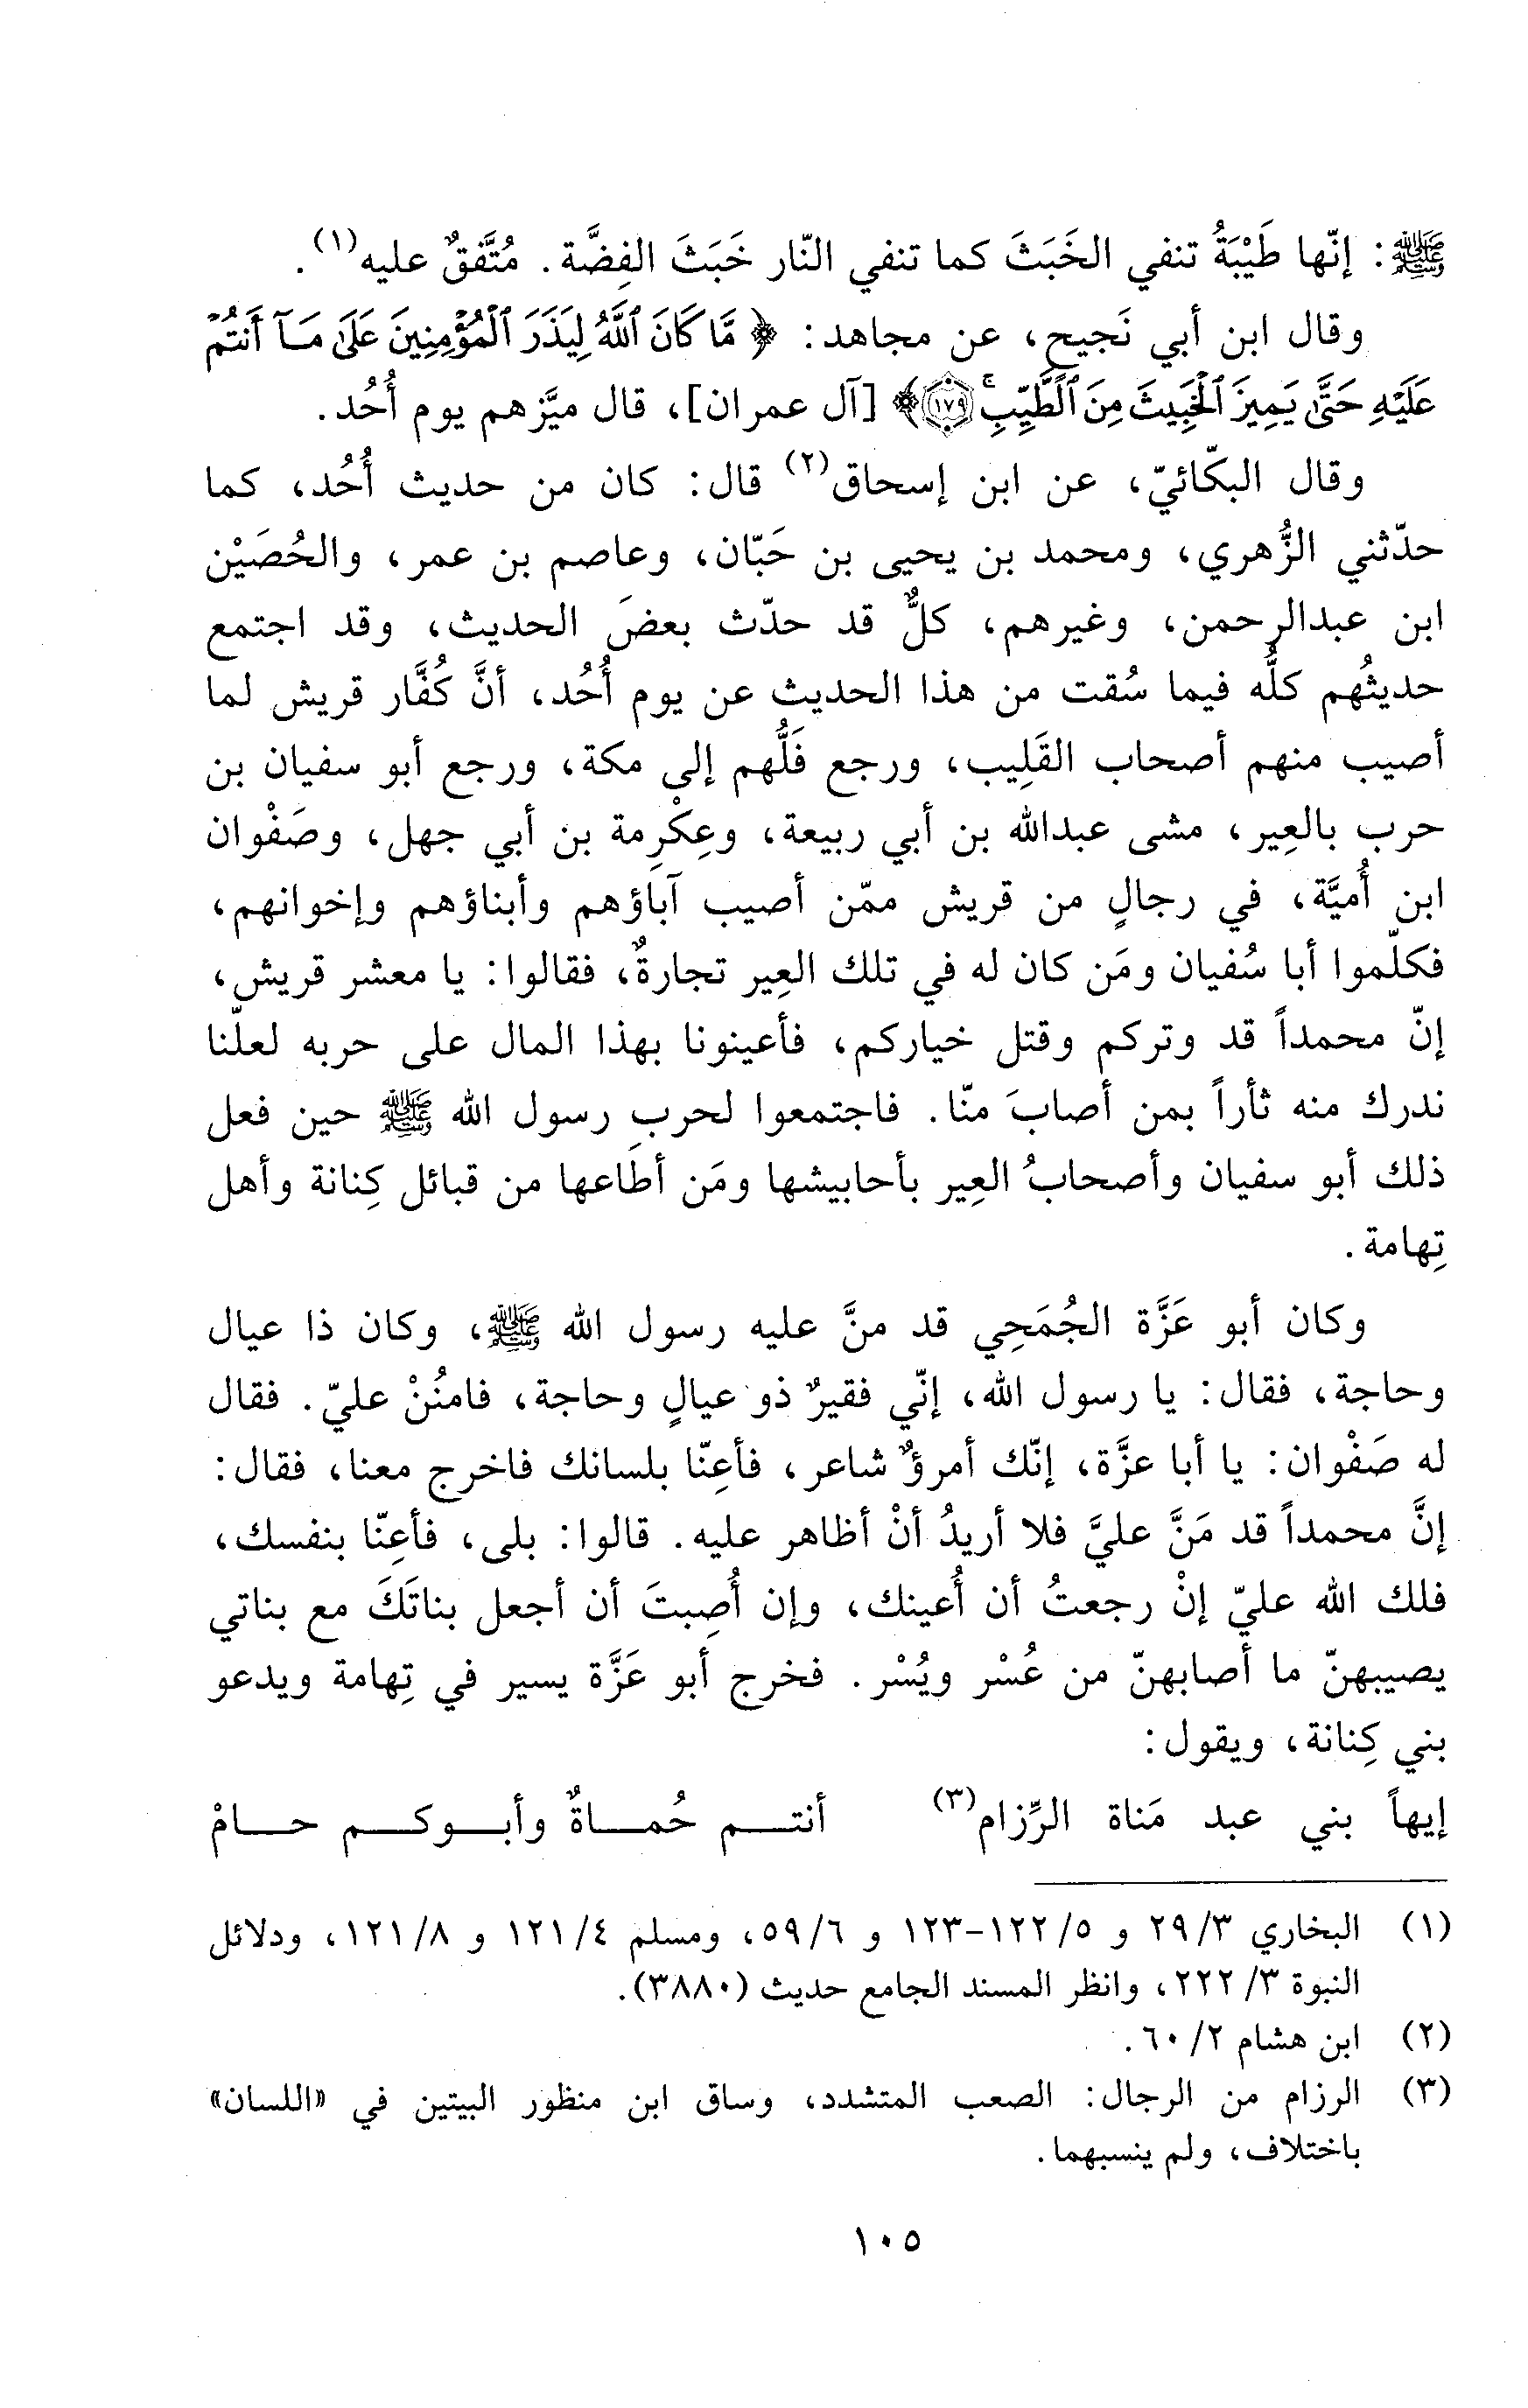 ﷺ: إنّها طَيْبَةُ تنفي الخَبَثَ كما تنفي النّار خَبَثَ الفِضَّة. مُتَّفقٌ عليه(١).
وقال ابن أبي نَجيح، عن مجاهد: ﴿مَّا كَانَ ٱللَّهُ لِيَذَرَ ٱلْمُؤْمِنِينَ عَلَىٰ مَآ أَنتُمْ
عَلَيْهِ حَتَّىٰ يَمِيزَ ٱلْخَبِيثَ مِنَ ٱلطَّيِّبِ ۚ ١٧٩﴾ [آل عمران]، قال ميَّزهم يوم أُحُد.
وقال البكّائيّ، عن ابن إسحاق(٢) قال: كان من حديث أُحُد، كما
حدّثني الزُّهري، ومحمد بن يحيى بن حَبّان، وعاصم بن عمر، والحُصَيْن
ابن عبدالرحمن، وغيرهم، كلٌّ قد حدّث بعضَ الحديث، وقد اجتمع
حديثُهم كلُّه فيما سُقت من هذا الحديث عن يوم أُحُد، أنَّ كُفَّار قريش لما
أصيب منهم أصحاب القَلِيب، ورجع فَلُّهم إلى مكة، ورجع أبو سفيان بن
حرب بالعِير، مشى عبدالله بن أبي ربيعة، وعِكْرِمة بن أبي جهل، وصَفْوان
ابن أُميَّة، في رجالٍ من قريش ممّن أصيب آباؤهم وأبناؤهم وإخوانهم،
فكلّموا أبا سُفيان ومَن كان له في تلك العِير تجارةٌ، فقالوا: يا معشر قريش،
إنّ محمداً قد وتركم وقتل خياركم، فأعينونا بهذا المال على حربه لعلّنا
ندرك منه ثأراً بمن أصابَ منّا. فاجتمعوا لحرب رسول الله ﷺ حين فعل
ذلك أبو سفيان وأصحابُ العِير بأحابيشها ومَن أطَاعها من قبائل كِنانة وأهل
تِهامة.
وكان أبو عَزَّة الجُمَحِي قد منَّ عليه رسول الله ﷺ، وكان ذا عيال
وحاجة، فقال: يا رسول الله، إنّي فقيرٌ ذو عيالٍ وحاجة، فامنُنْ عليّ. فقال
له صَفْوان: يا أبا عزَّة، إنّك أمرؤٌ شاعر، فأعِنّا بلسانك فاخرج معنا، فقال:
إنَّ محمداً قد مَنَّ عليَّ فلا أريدُ أنْ أظاهر عليه. قالوا: بلى، فأعِنّا بنفسك،
فلك الله عليّ إنْ رجعتُ أن أُعينك، وإن أُصِبتَ أن أجعل بناتَكَ مع بناتي
يصيبهنّ ما أصابهنّ من عُسْر ويُسْر. فخرج أبو عَزَّة يسير في تِهامة ويدعو
بني كِنانة، ويقول:
إيهاً بني عبد مَناة الرِّزام(٣) أنتـم حُمـاةٌ وأبـوكـم حـامْ
(١) البخاري ٣/ ٢٩ و ٥/ ١٢٢-١٢٣ و ٦/ ٥٩، ومسلم ٤/ ١٢١ و ٨/ ١٢١، ودلائل
النبوة ٣/ ٢٢٢، وانظر المسند الجامع حديث (٣٨٨٠).
(٢) ابن هشام ٢/ ٦٠.
(٣) الرزام من الرجال: الصعب المتشدد، وساق ابن منظور البيتين في «اللسان»
باختلاف، ولم ينسبهما.
١٠٥